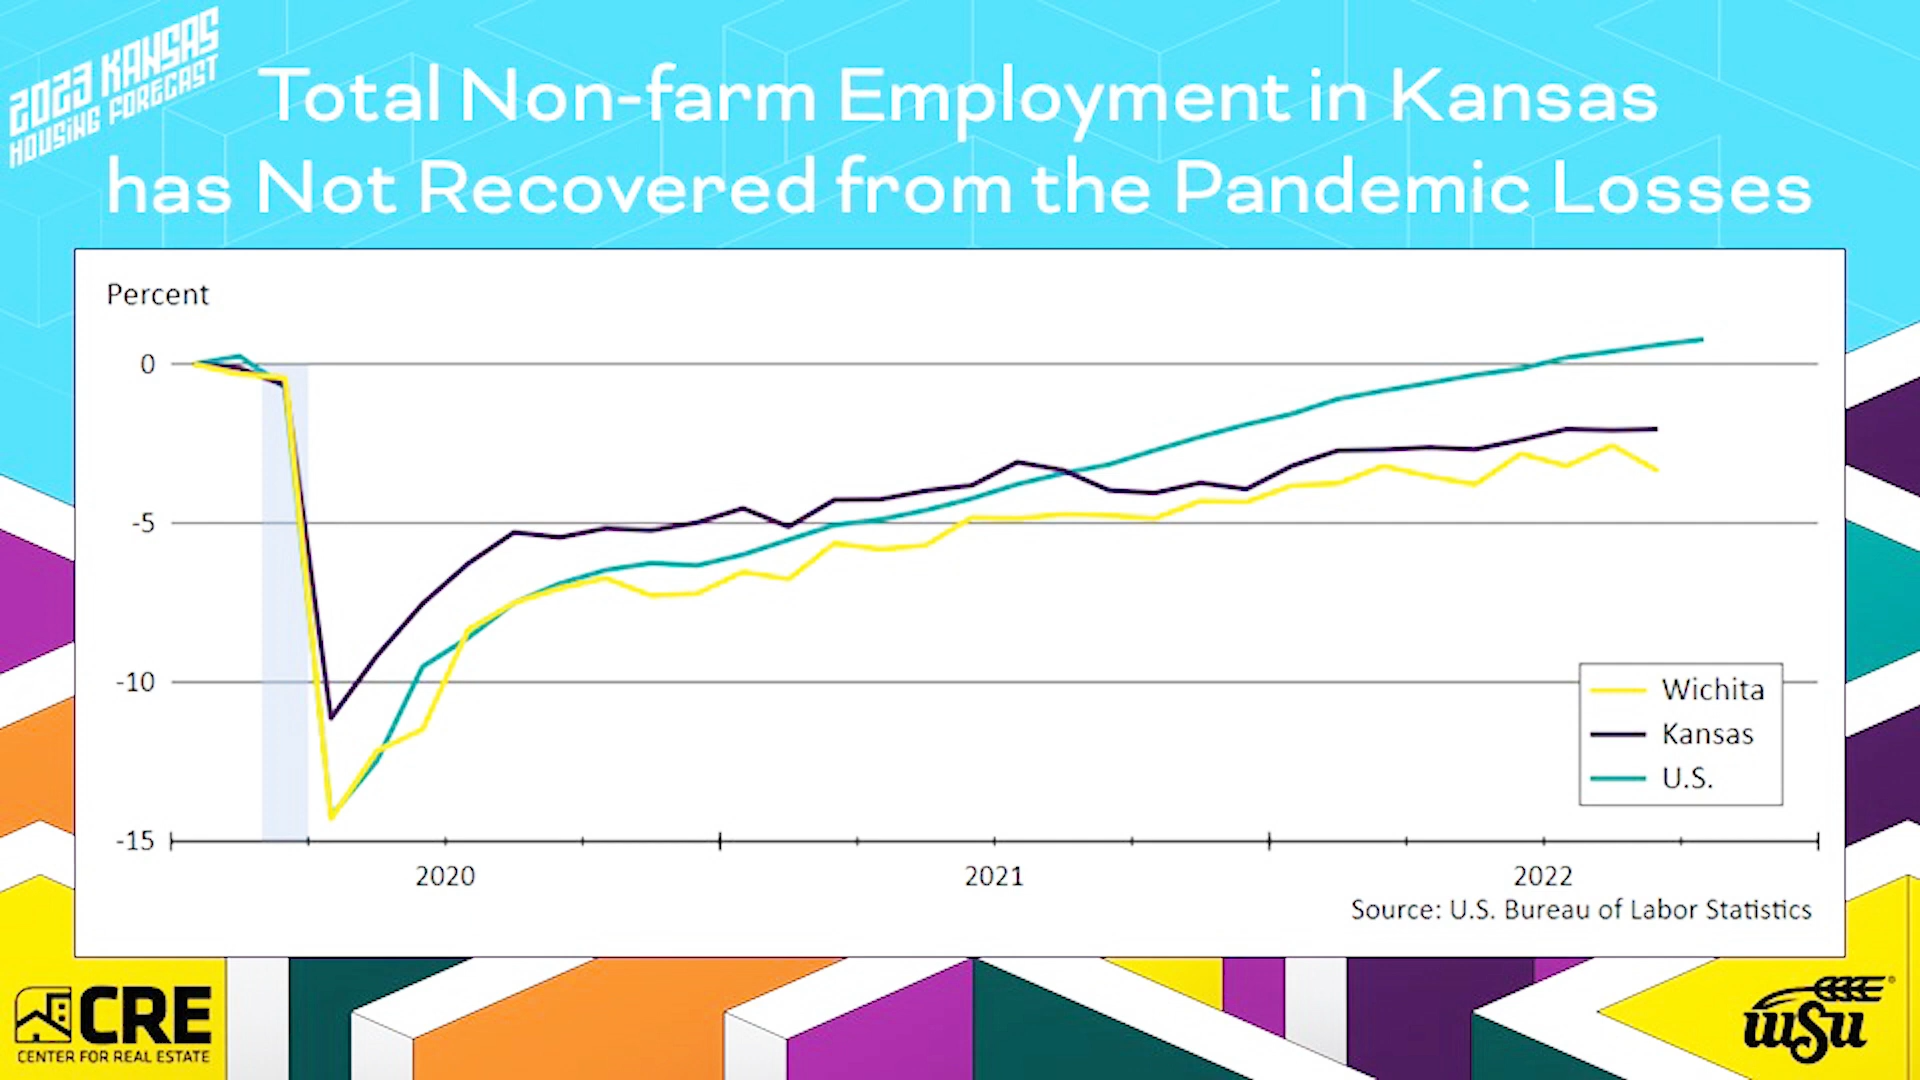 2023 KANSAS
HOUSING FORECAST
Total Non-farm Employment in Kansas
has Not Recovered from the Pandemic Losses
Percent
0
-5
-10
-15
Wichita
Kansas
U.S.
2020
2021
2022
Source: U.S. Bureau of Labor Statistics
CRE
CENTER FOR REAL ESTATE
WSU
®